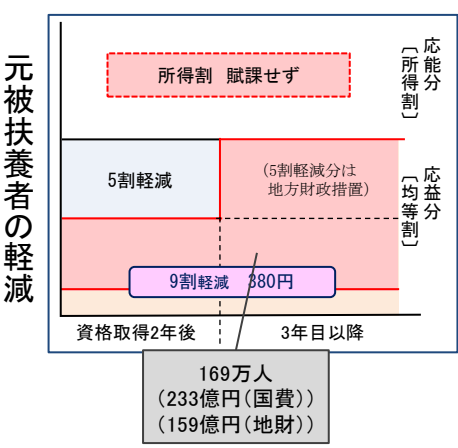 元被扶養者の軽減
所得割 賦課せず
応能分
〔所得割〕
5割軽減
(5割軽減分は
地方財政措置)
応益分
〔均等割〕
9割軽減 380円
資格取得2年後
3年目以降
169万人
(233億円(国費))
(159億円(地財))